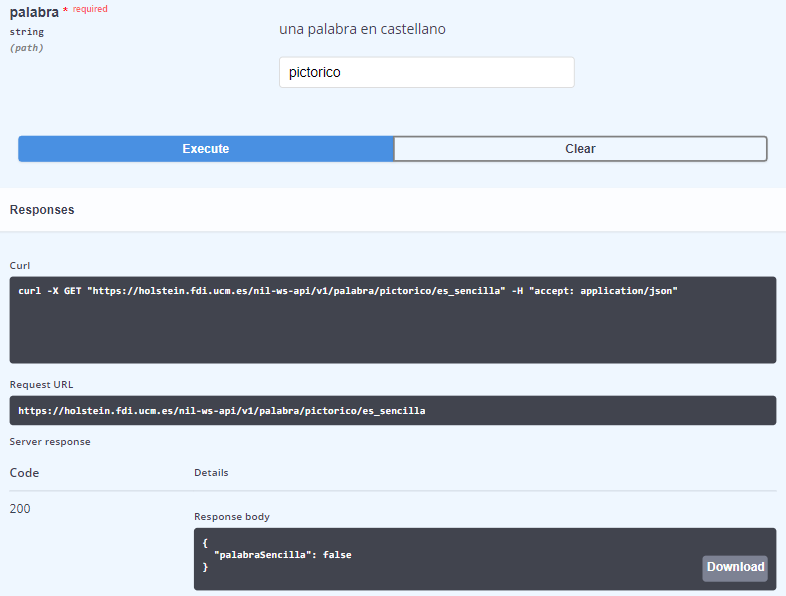 palabra * required
string
(path)
una palabra en castellano
pictorico
Execute
Clear
Responses
Curl
curl -X GET "https://holstein.fdi.ucm.es/nil-ws-api/v1/palabra/pictorico/es_sencilla" -H "accept: application/json"
Request URL
https://holstein.fdi.ucm.es/nil-ws-api/v1/palabra/pictorico/es_sencilla
Server response
Code Details
200
Response body
{
"palabraSencilla": false
}
Download